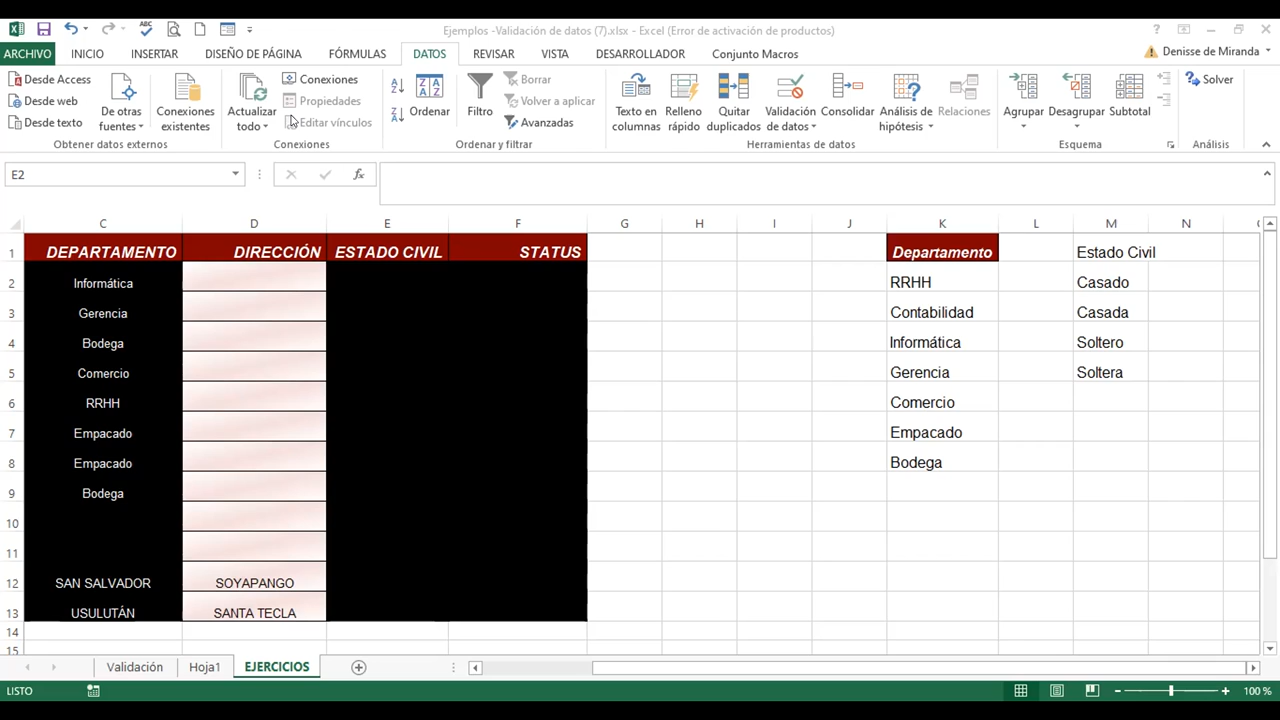 Ejemplos -Validación de datos (7).xlsx - Excel (Error de activación de productos)
ARCHIVO INICIO INSERTAR DISEÑO DE PÁGINA FÓRMULAS DATOS REVISAR VISTA DESARROLLADOR Conjunto Macros Denisse de Miranda
Desde Access
Desde web
Desde texto
De otras fuentes
Conexiones existentes
Obtener datos externos
Actualizar todo
Conexiones
Propiedades
Editar vínculos
Conexiones
Ordenar
Filtro
Borrar
Volver a aplicar
Avanzadas
Ordenar y filtrar
Texto en columnas
Relleno rápido
Quitar duplicados
Validación de datos
Consolidar
Análisis de hipótesis
Relaciones
Herramientas de datos
Agrupar
Desagrupar
Subtotal
Esquema
Solver
Análisis
E2
fx
C D E F G H I J K L M N
1 DEPARTAMENTO DIRECCIÓN ESTADO CIVIL STATUS Departamento Estado Civil
2 Informática RRHH Casado
3 Gerencia Contabilidad Casada
4 Bodega Informática Soltero
5 Comercio Gerencia Soltera
6 RRHH Comercio
7 Empacado Empacado
8 Empacado Bodega
9 Bodega
10
11
12 SAN SALVADOR SOYAPANGO
13 USULUTÁN SANTA TECLA
14
15
Validación Hoja1 EJERCICIOS
LISTO 100 %